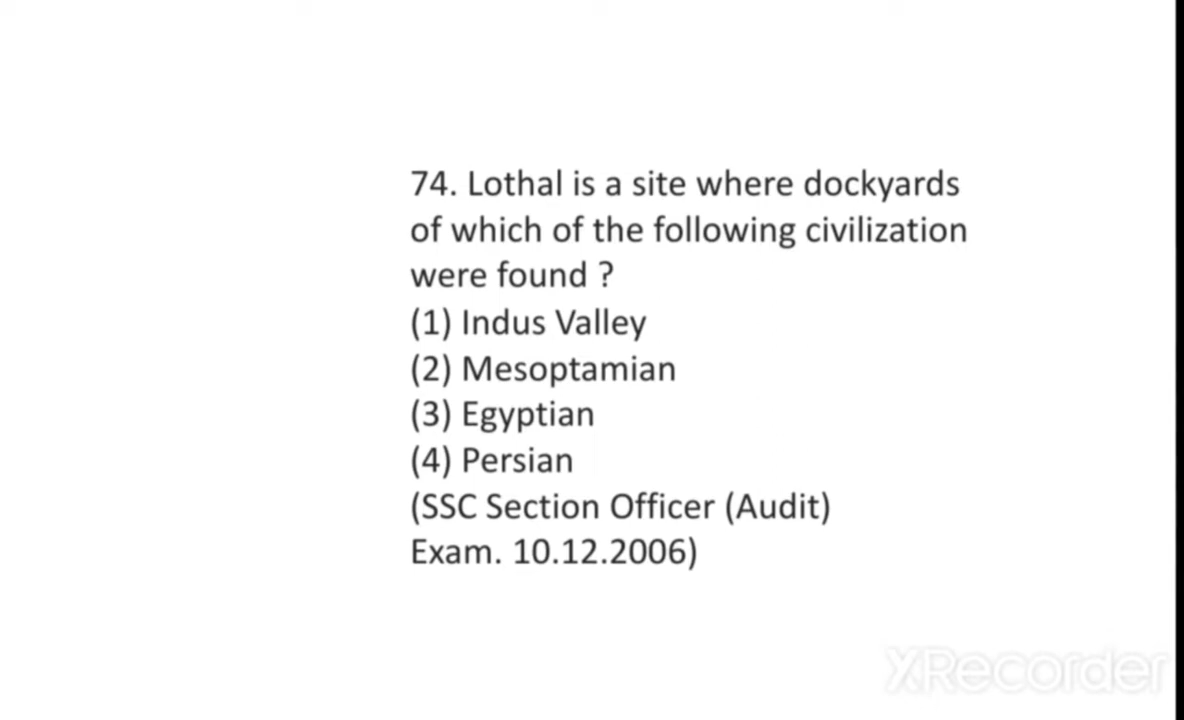 74. Lothal is a site where dockyards
of which of the following civilization
were found ?
(1) Indus Valley
(2) Mesoptamian
(3) Egyptian
(4) Persian
(SSC Section Officer (Audit)
Exam. 10.12.2006)
XRecorder